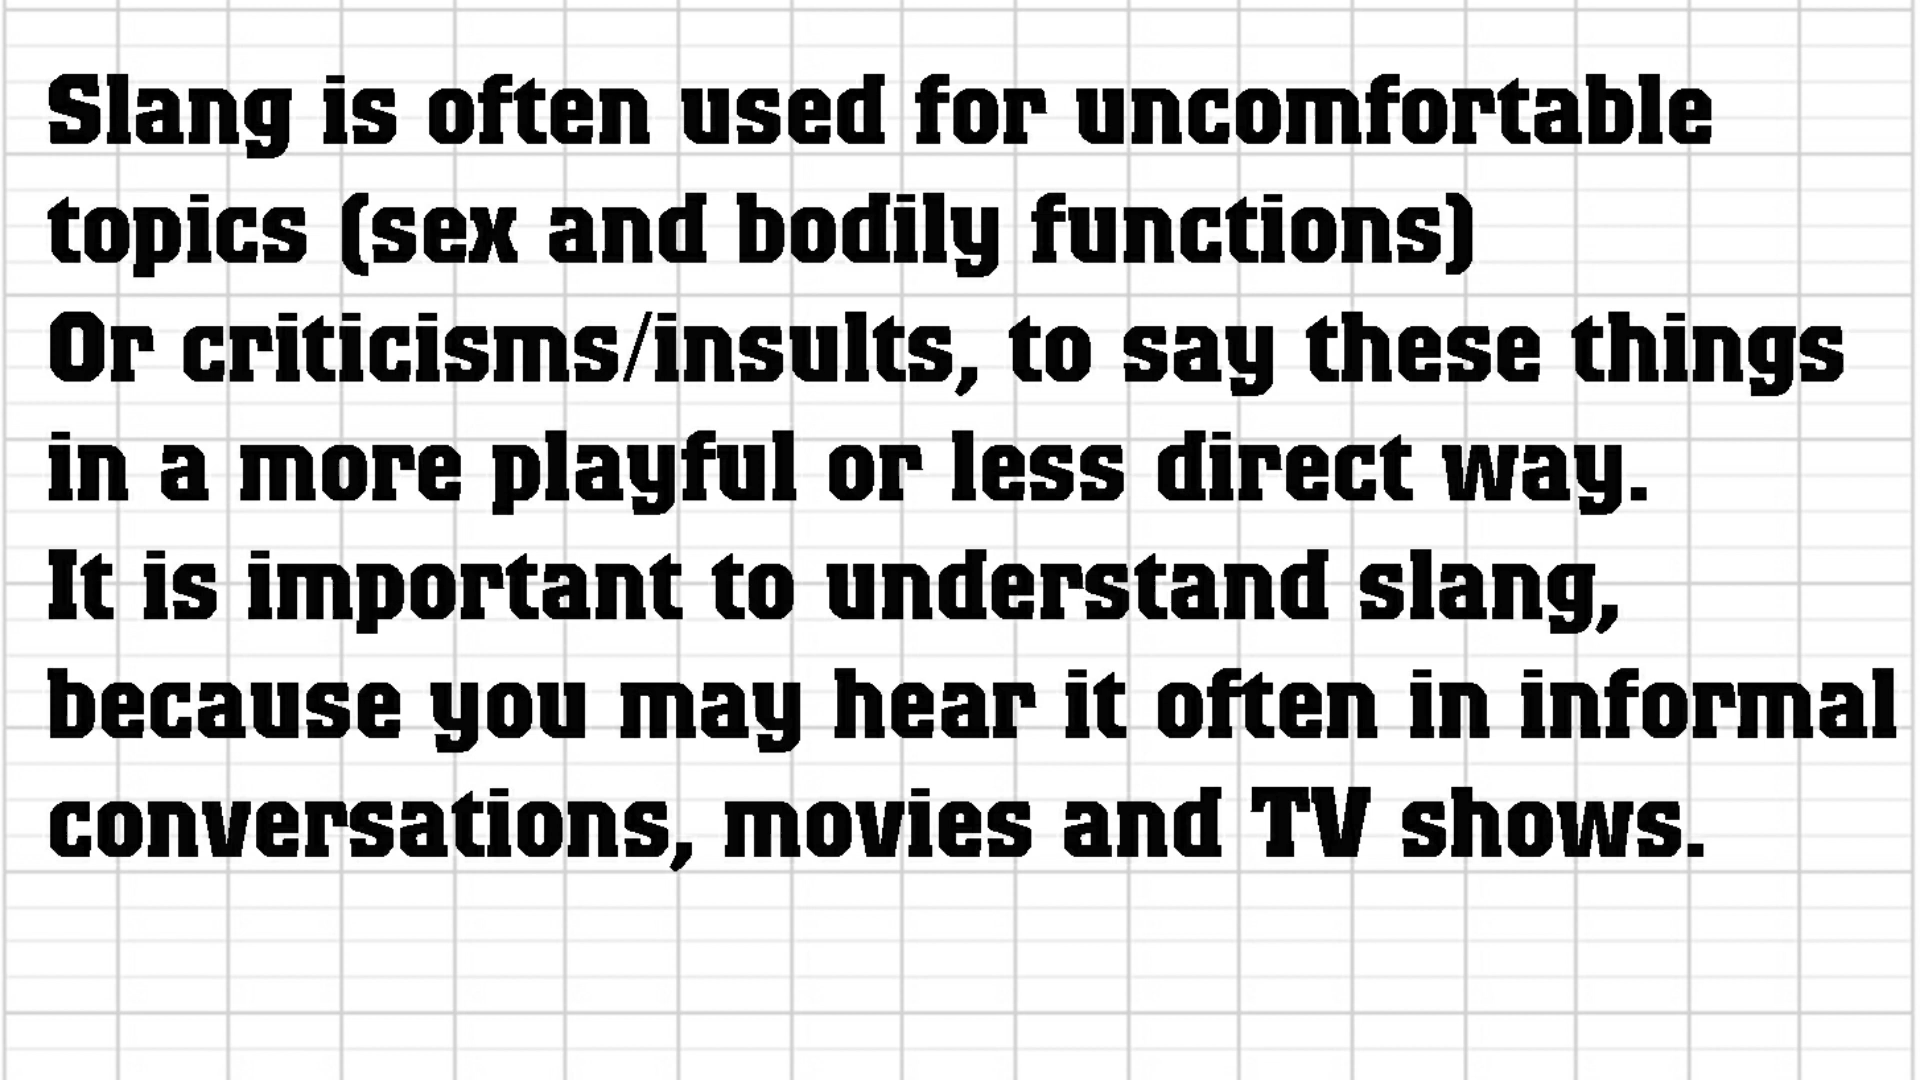 Slang is often used for uncomfortable
topics (sex and bodily functions)
Or criticisms/insults, to say these things
in a more playful or less direct way.
It is important to understand slang,
because you may hear it often in informal
conversations, movies and TV shows.